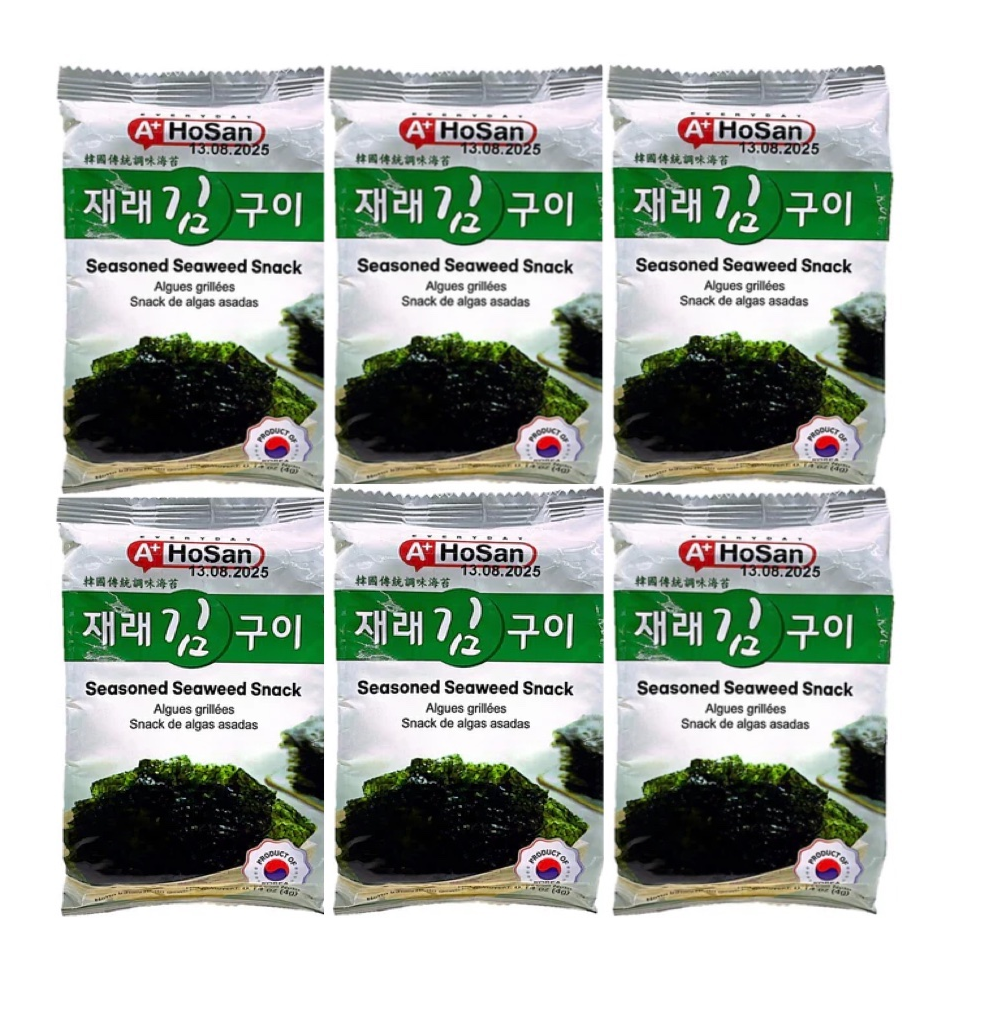 EVERYDAY
A+ HoSan
13.08.2025
韓國傳統調味海苔
재래김구이
Seasoned Seaweed Snack
Algues grillées
Snack de algas asadas
PRODUCT OF
KOREA
EVERYDAY
A+ HoSan
13.08.2025
韓國傳統調味海苔
재래김구이
Seasoned Seaweed Snack
Algues grillées
Snack de algas asadas
PRODUCT OF
KOREA
EVERYDAY
A+ HoSan
13.08.2025
韓國傳統調味海苔
재래김구이
Seasoned Seaweed Snack
Algues grillées
Snack de algas asadas
PRODUCT OF
KOREA
EVERYDAY
A+ HoSan
13.08.2025
韓國傳統調味海苔
재래김구이
Seasoned Seaweed Snack
Algues grillées
Snack de algas asadas
PRODUCT OF
KOREA
EVERYDAY
A+ HoSan
13.08.2025
韓國傳統調味海苔
재래김구이
Seasoned Seaweed Snack
Algues grillées
Snack de algas asadas
PRODUCT OF
KOREA
EVERYDAY
A+ HoSan
13.08.2025
韓國傳統調味海苔
재래김구이
Seasoned Seaweed Snack
Algues grillées
Snack de algas asadas
PRODUCT OF
KOREA